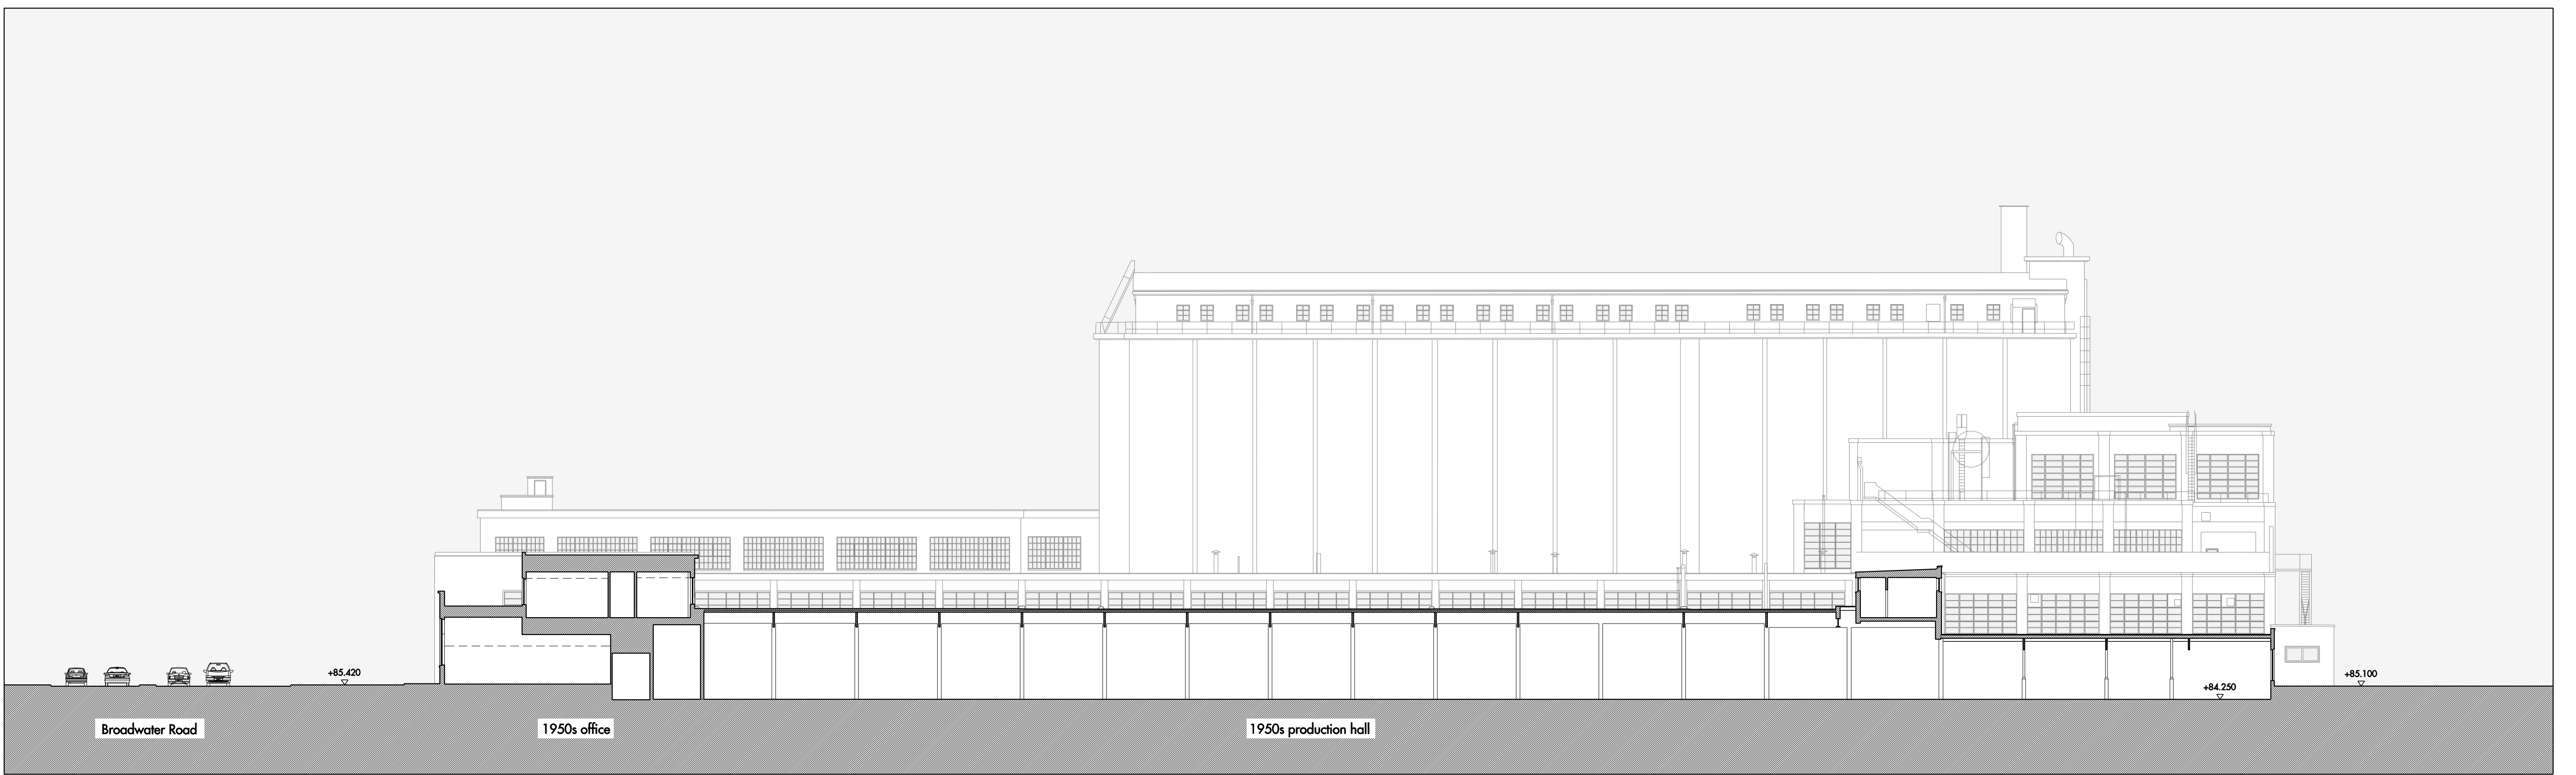 +85.420
+85.100
+84.250
Broadwater Road
1950s office
1950s production hall